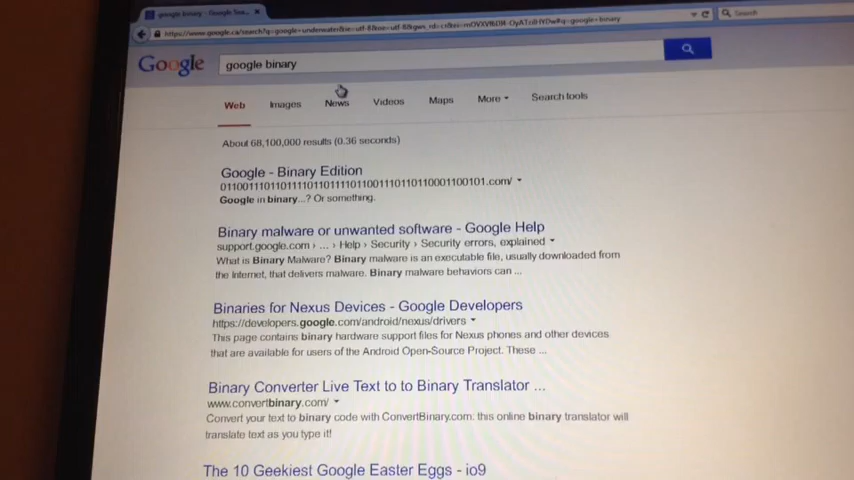 google binary - Google Sea...
Search
Google
google binary
Web Images News Videos Maps More Search tools
About 68,100,000 results (0.36 seconds)
Google - Binary Edition
Google in binary...? Or something.
Binary malware or unwanted software - Google Help
support.google.com › ... › Help › Security › Security errors, explained
What is Binary Malware? Binary malware is an executable file, usually downloaded from
the Internet, that delivers malware. Binary malware behaviors can ...
Binaries for Nexus Devices - Google Developers
https://developers.google.com/android/nexus/drivers
This page contains binary hardware support files for Nexus phones and other devices
that are available for users of the Android Open-Source Project. These ...
Binary Converter Live Text to to Binary Translator ...
www.convertbinary.com/
Convert your text to binary code with ConvertBinary.com: this online binary translator will
translate text as you type it!
The 10 Geekiest Google Easter Eggs - io9